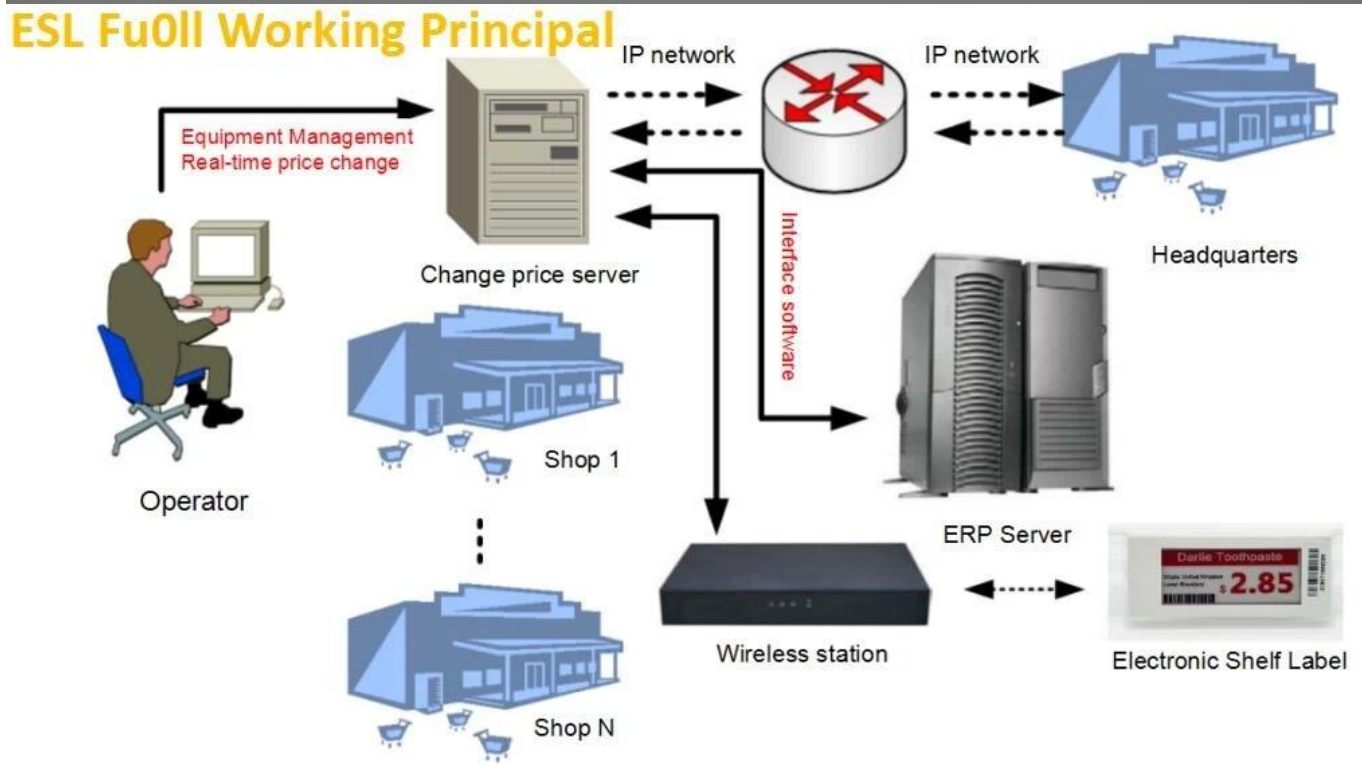 ESL Fu0ll Working Principal
IP network
IP network
Equipment Management
Real-time price change
Interface software
Change price server
Headquarters
Shop 1
Operator
ERP Server
Darlie Toothpaste
$2.85
Wireless station
Electronic Shelf Label
Shop N